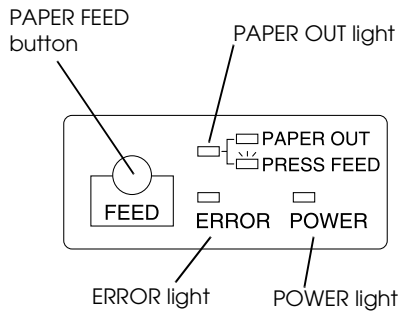 PAPER FEED
button
PAPER OUT light
PAPER OUT
PRESS FEED
FEED
ERROR
POWER
ERROR light
POWER light